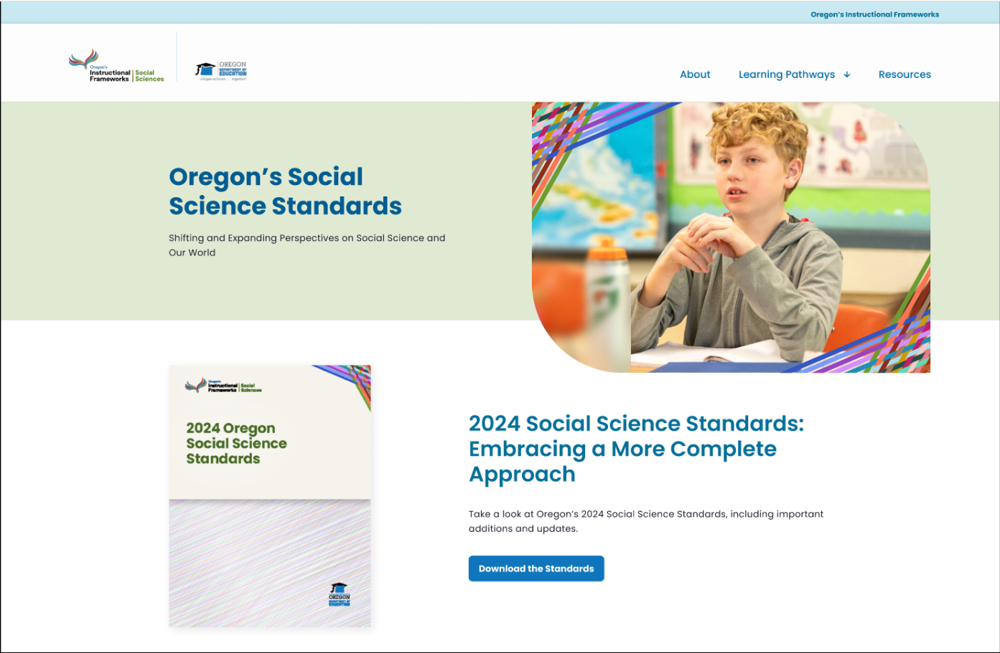 Oregon's Instructional Frameworks
Oregon's
Instructional
Frameworks
Social
Sciences
OREGON
DEPARTMENT OF
EDUCATION
Oregon achieves . . . together!
About
Learning Pathways ↓
Resources
Oregon’s Social
Science Standards
Shifting and Expanding Perspectives on Social Science and
Our World
Oregon's
Instructional
Frameworks
Social
Sciences
2024 Oregon
Social Science
Standards
OREGON
DEPARTMENT OF
EDUCATION
2024 Social Science Standards:
Embracing a More Complete
Approach
Take a look at Oregon’s 2024 Social Science Standards, including important
additions and updates.
Download the Standards